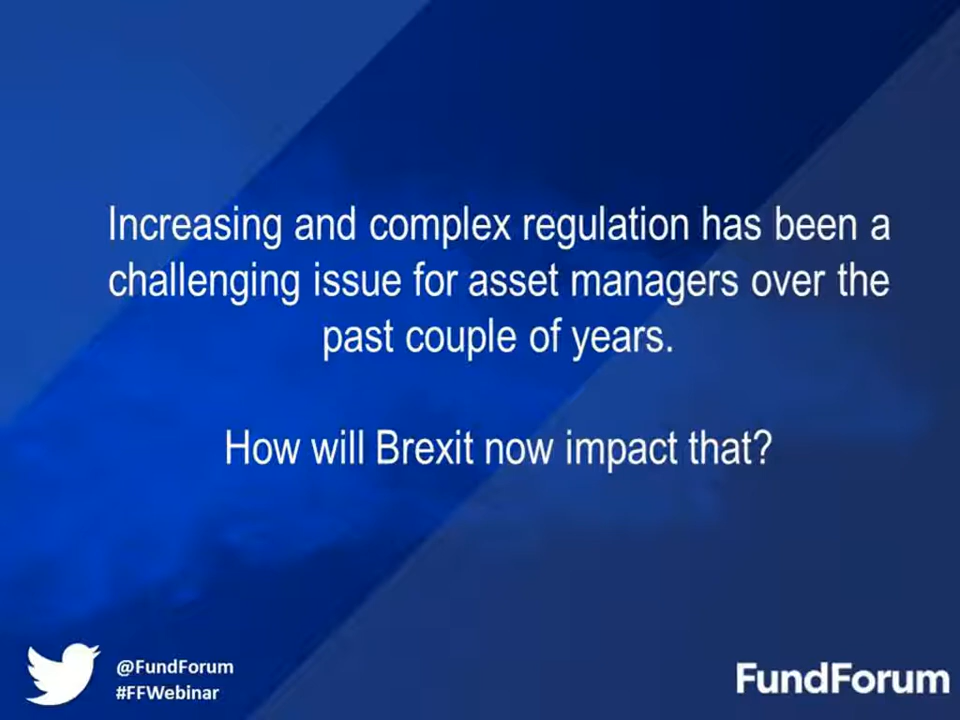 Increasing and complex regulation has been a
challenging issue for asset managers over the
past couple of years.
How will Brexit now impact that?
@FundForum
#FFWebinar
FundForum